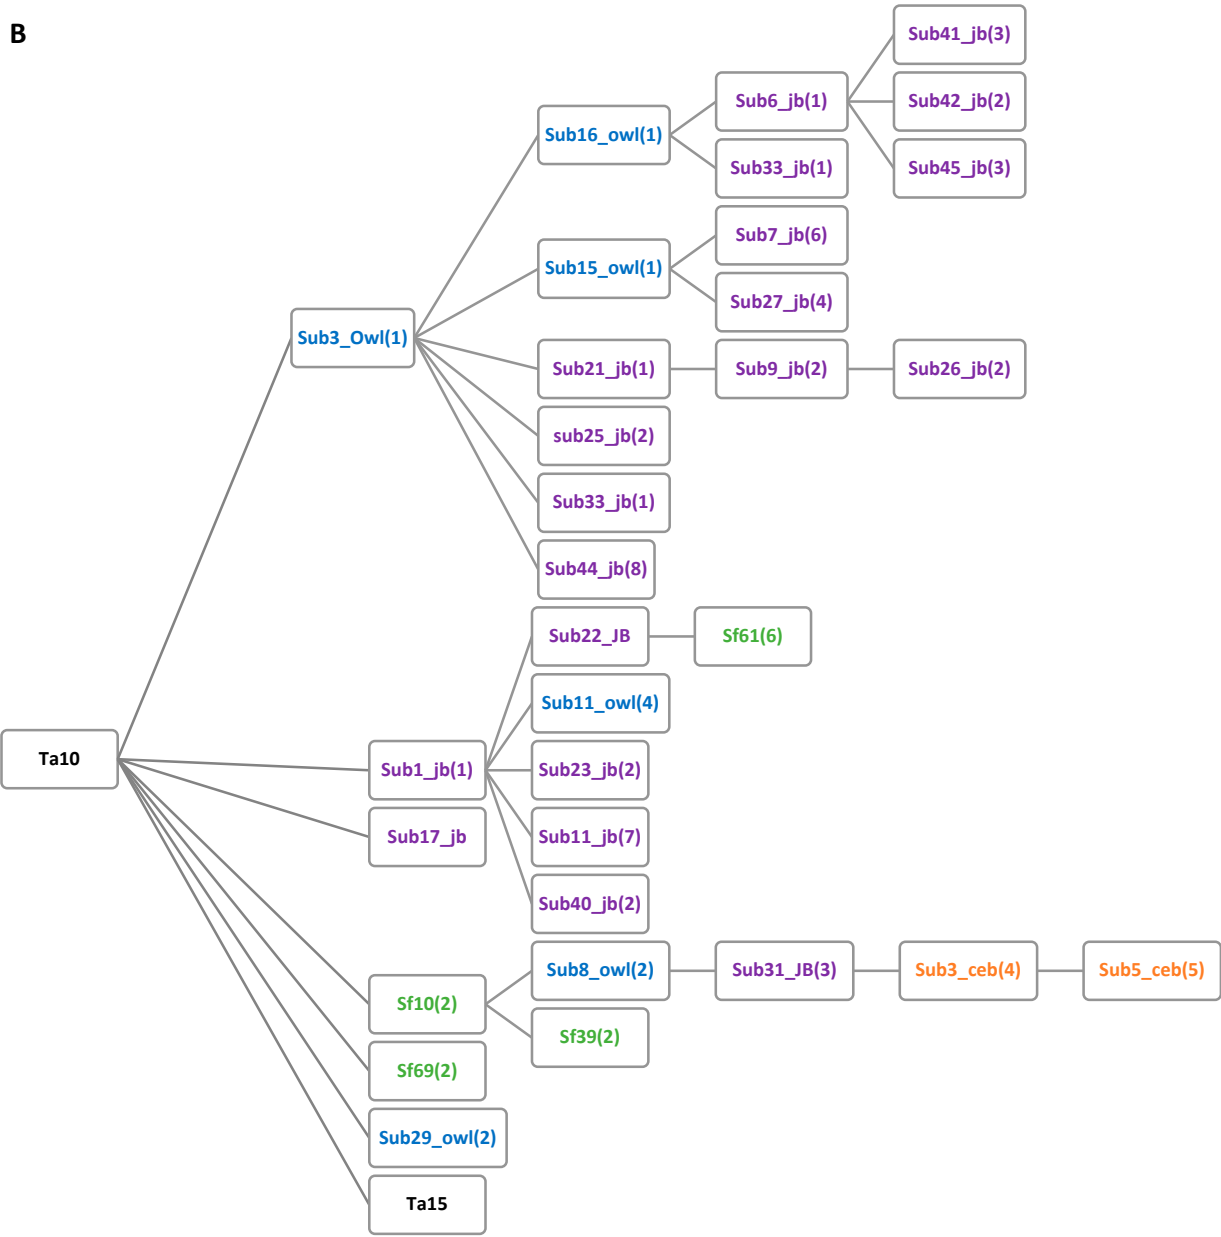 B
Sub41_jb(3)
Sub6_jb(1)
Sub42_jb(2)
Sub16_owl(1)
Sub33_jb(1)
Sub45_jb(3)
Sub7_jb(6)
Sub15_owl(1)
Sub27_jb(4)
Sub3_Owl(1)
Sub21_jb(1)
Sub9_jb(2)
Sub26_jb(2)
sub25_jb(2)
Sub33_jb(1)
Sub44_jb(8)
Sub22_JB
Sf61(6)
Sub11_owl(4)
Ta10
Sub1_jb(1)
Sub23_jb(2)
Sub17_jb
Sub11_jb(7)
Sub40_jb(2)
Sub8_owl(2)
Sub31_JB(3)
Sub3_ceb(4)
Sub5_ceb(5)
Sf10(2)
Sf39(2)
Sf69(2)
Sub29_owl(2)
Ta15